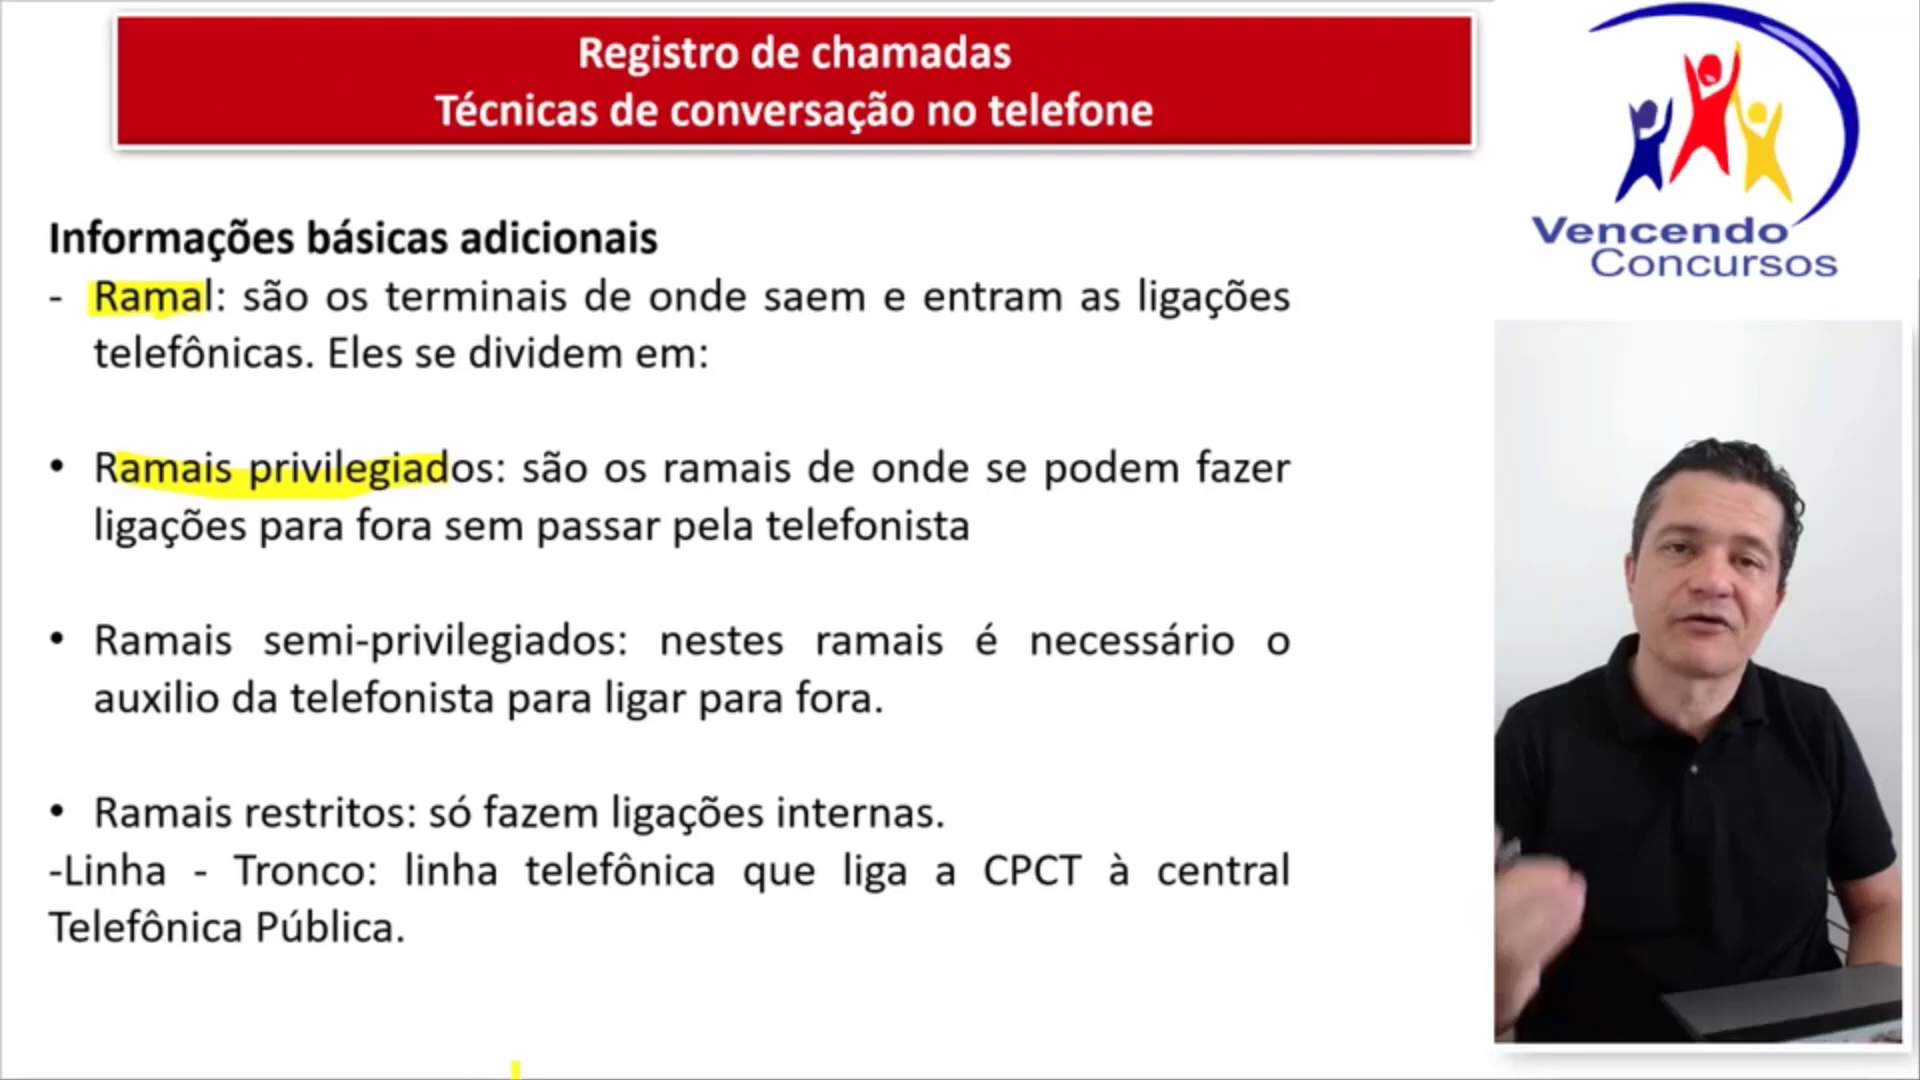 Registro de chamadas
Técnicas de conversação no telefone
Vencendo
Concursos
Informações básicas adicionais
- Ramal: são os terminais de onde saem e entram as ligações
telefônicas. Eles se dividem em:
• Ramais privilegiados: são os ramais de onde se podem fazer
ligações para fora sem passar pela telefonista
• Ramais semi-privilegiados: nestes ramais é necessário o
auxilio da telefonista para ligar para fora.
• Ramais restritos: só fazem ligações internas.
-Linha - Tronco: linha telefônica que liga a CPCT à central
Telefônica Pública.